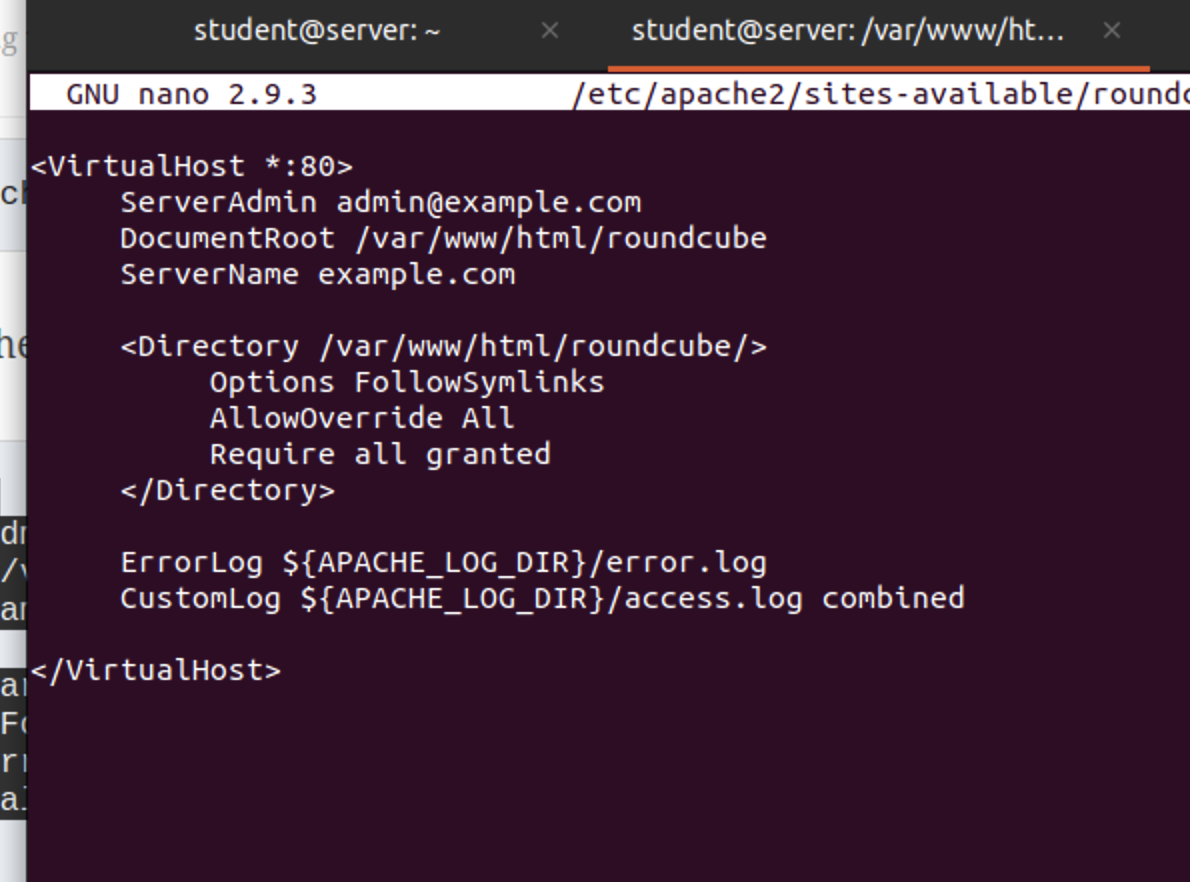 student@server: ~ ×
student@server: /var/www/ht... ×
GNU nano 2.9.3 /etc/apache2/sites-available/roundc
<VirtualHost *:80>
ServerAdmin admin@example.com
DocumentRoot /var/www/html/roundcube
ServerName example.com
<Directory /var/www/html/roundcube/>
Options FollowSymlinks
AllowOverride All
Require all granted
</Directory>
ErrorLog ${APACHE_LOG_DIR}/error.log
CustomLog ${APACHE_LOG_DIR}/access.log combined
</VirtualHost>